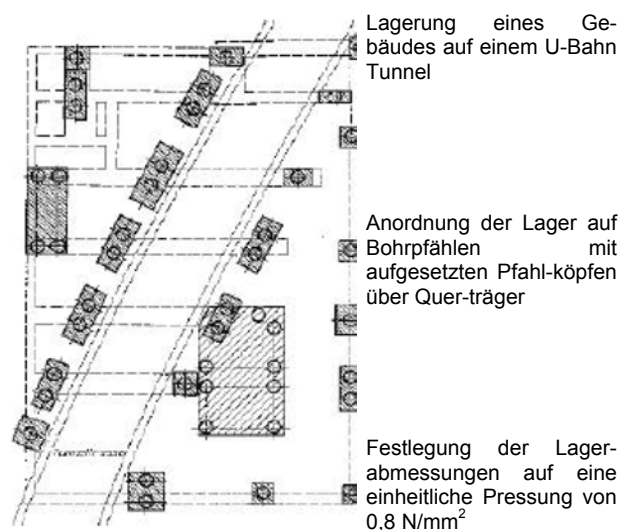 Lagerung eines Ge-
bäudes auf einem U-Bahn
Tunnel
Anordnung der Lager auf
Bohrpfählen mit
aufgesetzten Pfahl-köpfen
über Quer-träger
Festlegung der Lager-
abmessungen auf eine
einheitliche Pressung von
0,8 N/mm²